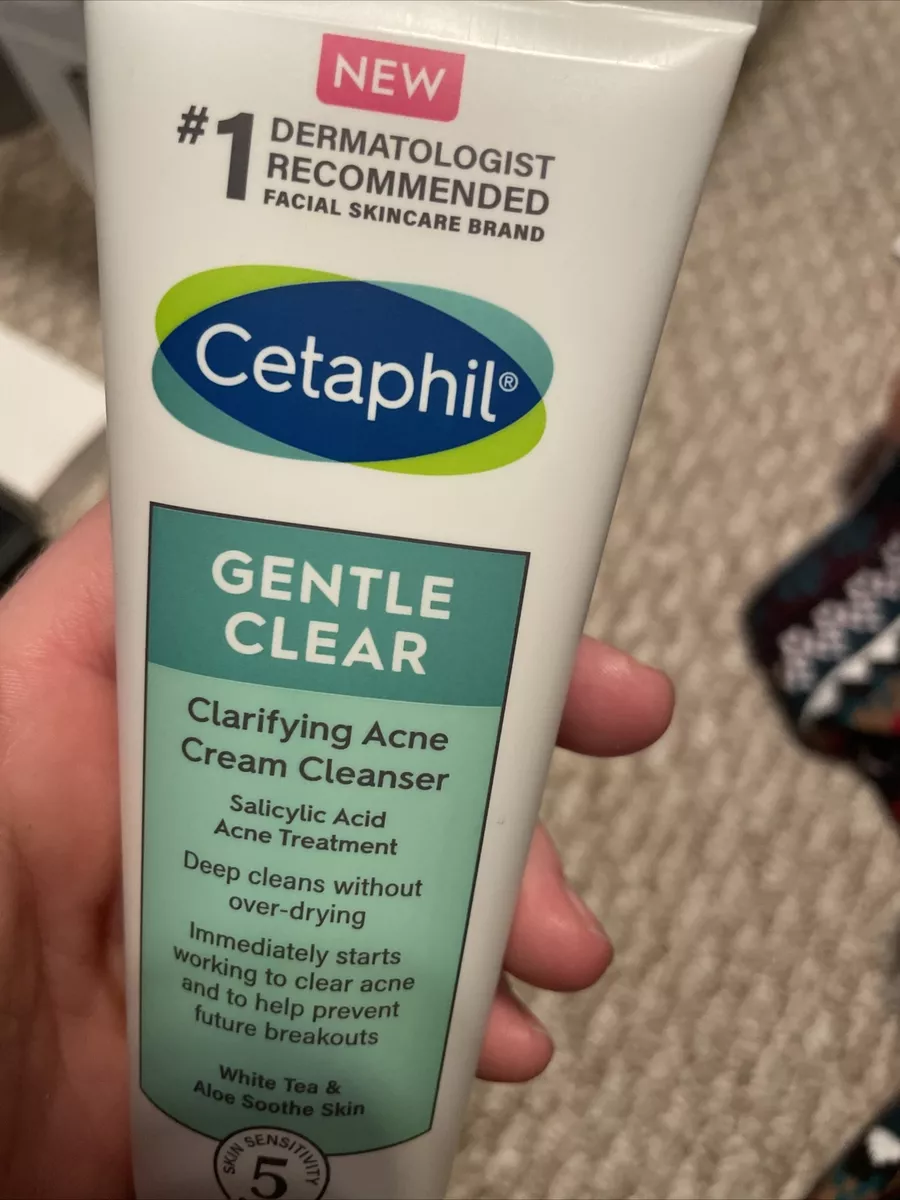 NEW
#1 DERMATOLOGIST
RECOMMENDED
FACIAL SKINCARE BRAND
Cetaphil®
GENTLE
CLEAR
Clarifying Acne
Cream Cleanser
Salicylic Acid
Acne Treatment
Deep cleans without
over-drying
Immediately starts
working to clear acne
and to help prevent
future breakouts
White Tea &
Aloe Soothe Skin
SKIN SENSITIVITY
5